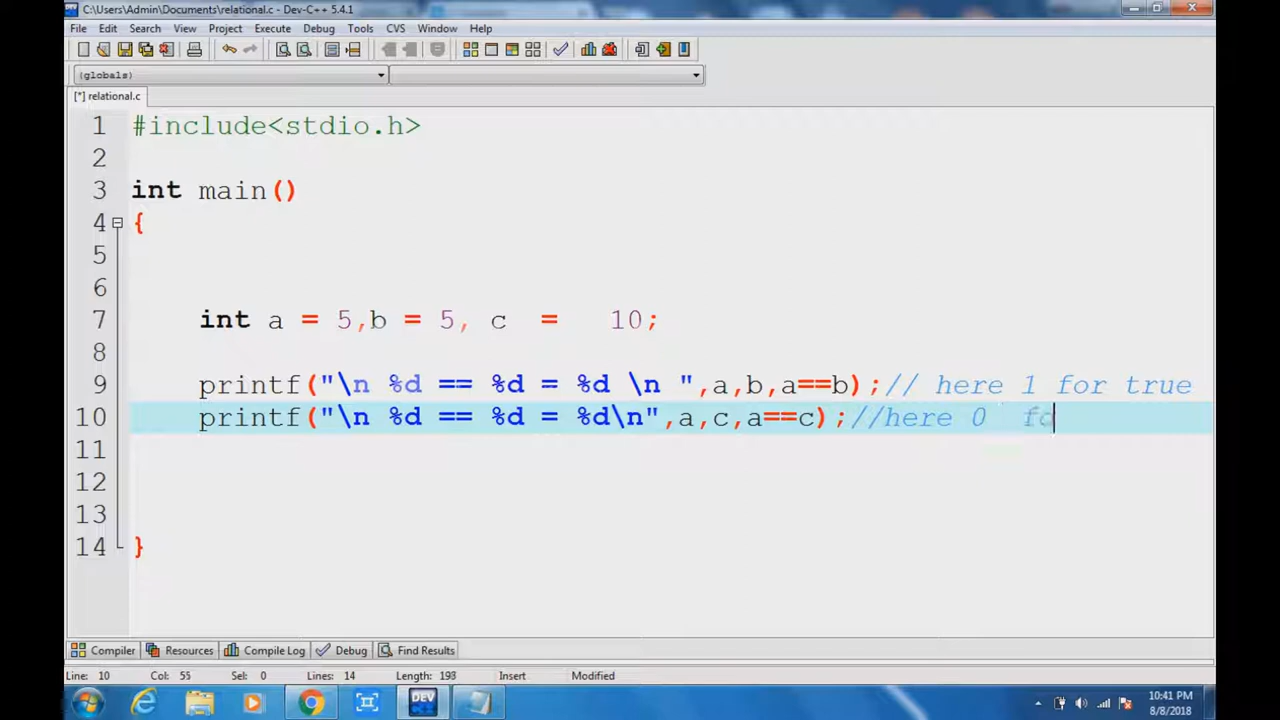 C:\Users\Admin\Documents\relational.c - Dev-C++ 5.4.1
File Edit Search View Project Execute Debug Tools CVS Window Help
(globals)
[*] relational.c
1 #include<stdio.h>
2
3 int main()
4 {
5
6
7 int a = 5,b = 5, c  =   10;
8
9 printf("\n %d == %d = %d \n ",a,b,a==b);// here 1 for true
10 printf("\n %d == %d = %d\n",a,c,a==c);//here 0  fo
11
12
13
14 }
Compiler Resources Compile Log Debug Find Results
Line: 10 Col: 55 Sel: 0 Lines: 14 Length: 193 Insert Modified
DEV
10:41 PM
8/8/2018